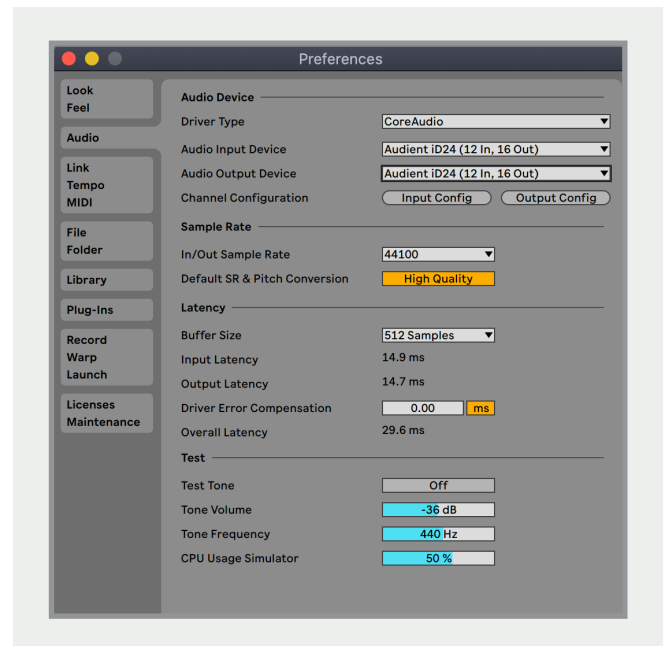 Preferences
Look
Feel
Audio
Link
Tempo
MIDI
File
Folder
Library
Plug-Ins
Record
Warp
Launch
Licenses
Maintenance
Audio Device
Driver Type CoreAudio
Audio Input Device Audient iD24 (12 In, 16 Out)
Audio Output Device Audient iD24 (12 In, 16 Out)
Channel Configuration Input Config Output Config
Sample Rate
In/Out Sample Rate 44100
Default SR & Pitch Conversion High Quality
Latency
Buffer Size 512 Samples
Input Latency 14.9 ms
Output Latency 14.7 ms
Driver Error Compensation 0.00 ms
Overall Latency 29.6 ms
Test
Test Tone Off
Tone Volume -36 dB
Tone Frequency 440 Hz
CPU Usage Simulator 50 %